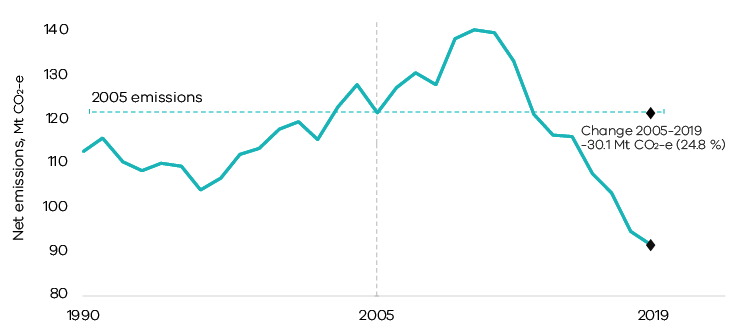 Net emissions, Mt CO₂-e
140
130
120
110
100
90
80
2005 emissions
Change 2005-2019
-30.1 Mt CO₂-e (24.8 %)
1990
2005
2019